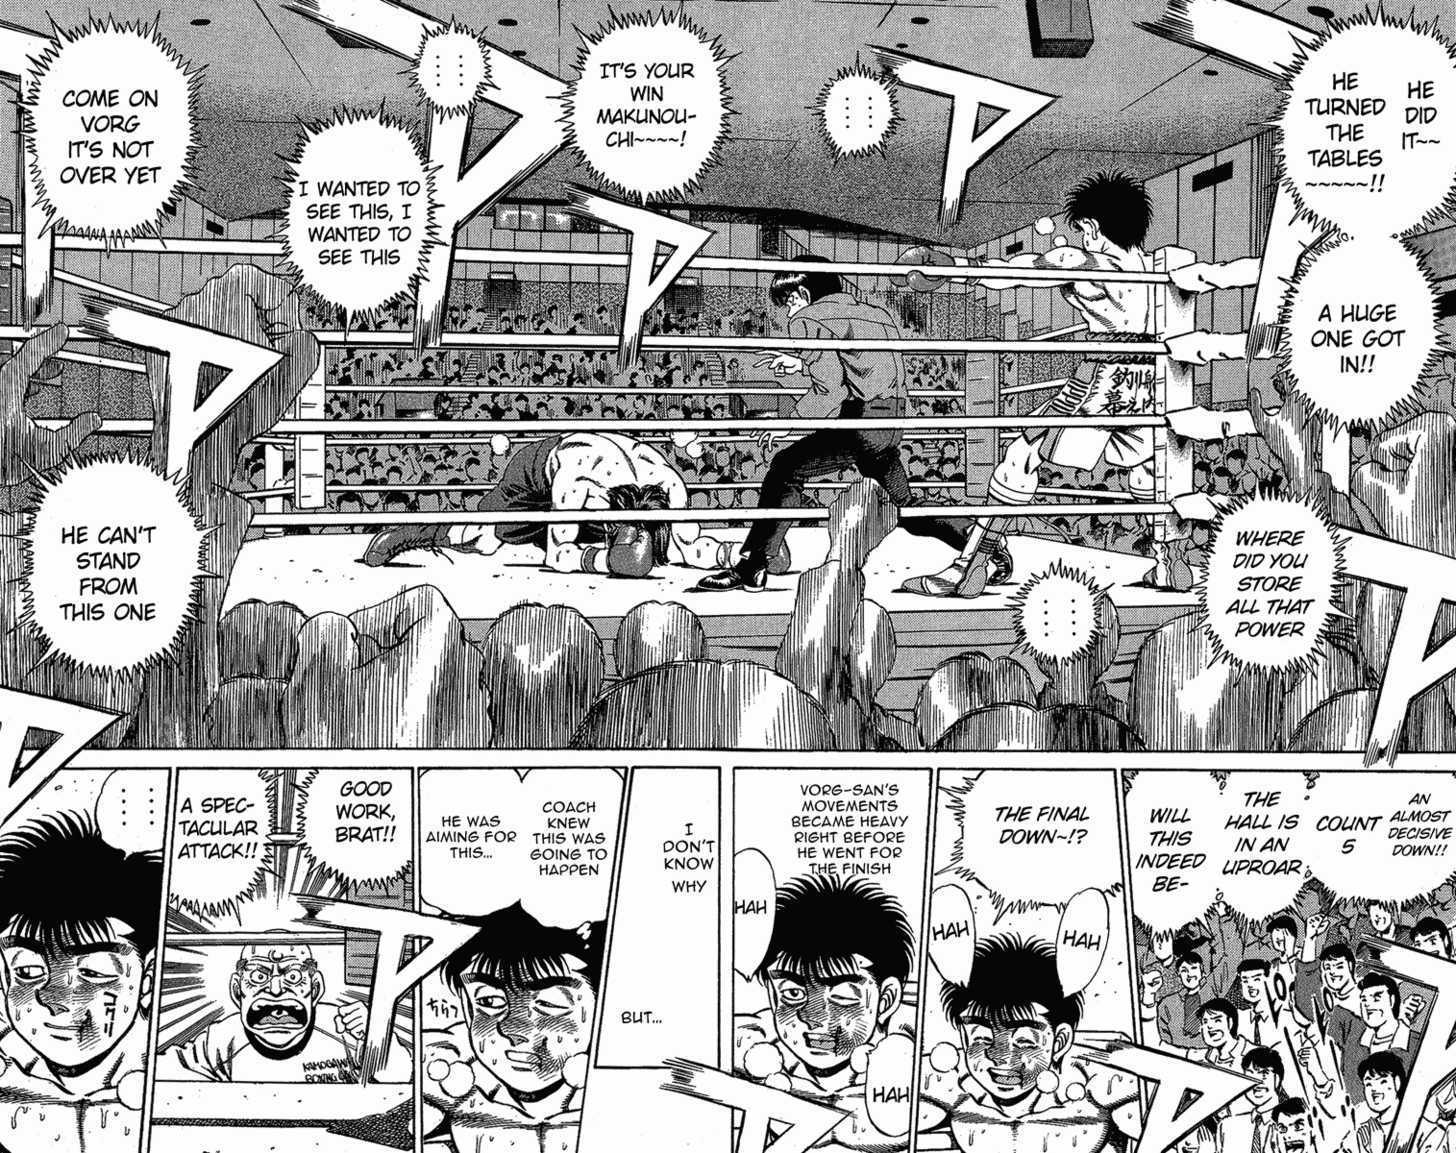 HE
DID
IT~~
HE
TURNED
THE
TABLES
~~~~~!!
A HUGE
ONE GOT
IN!!
WHERE
DID YOU
STORE
ALL THAT
POWER
IT'S YOUR
WIN
MAKUNOU-
CHI~~~~!
I WANTED TO
SEE THIS, I
WANTED TO
SEE THIS
COME ON
VORG
IT'S NOT
OVER YET
HE CAN'T
STAND
FROM
THIS ONE
AN
ALMOST
DECISIVE
DOWN!!
COUNT
5
THE
HALL IS
IN AN
UPROAR
WILL
THIS
INDEED
BE-
THE FINAL
DOWN~!?
HAH
HAH
VORG-SAN'S
MOVEMENTS
BECAME HEAVY
RIGHT BEFORE
HE WENT FOR
THE FINISH
HAH
HAH
I
DON'T
KNOW
WHY
BUT...
COACH
KNEW
THIS WAS
GOING TO
HAPPEN
HE WAS
AIMING FOR
THIS...
GOOD
WORK,
BRAT!!
A SPEC-
TACULAR
ATTACK!!
KAMOGAWA